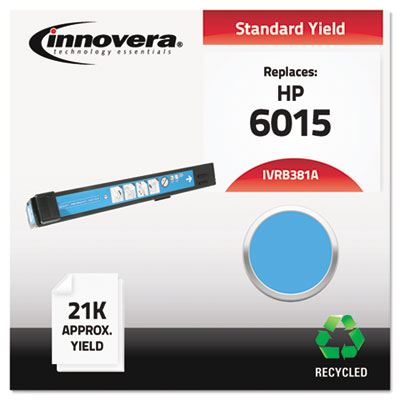 innovera
technology essentials
Standard Yield
Replaces:
HP
6015
IVRB381A
21K
APPROX.
YIELD
RECYCLED